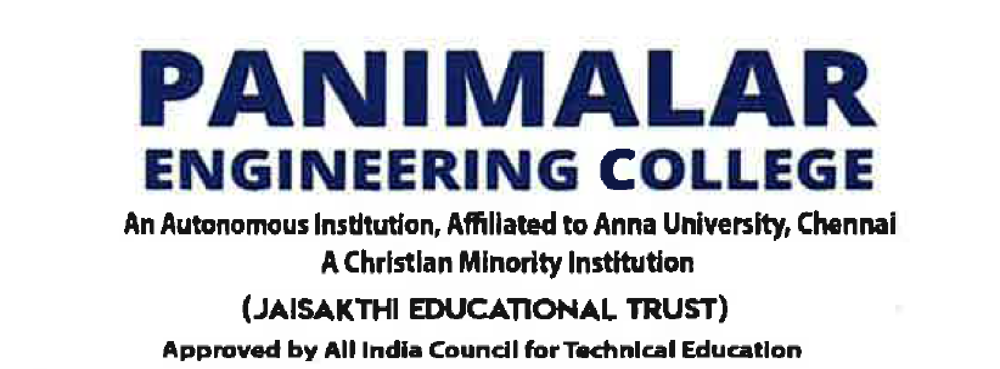 PANIMALAR
ENGINEERING COLLEGE
An Autonomous Institution, Affiliated to Anna University, Chennai
A Christian Minority Institution
(JAISAKTHI EDUCATIONAL TRUST)
Approved by All India Council for Technical Education